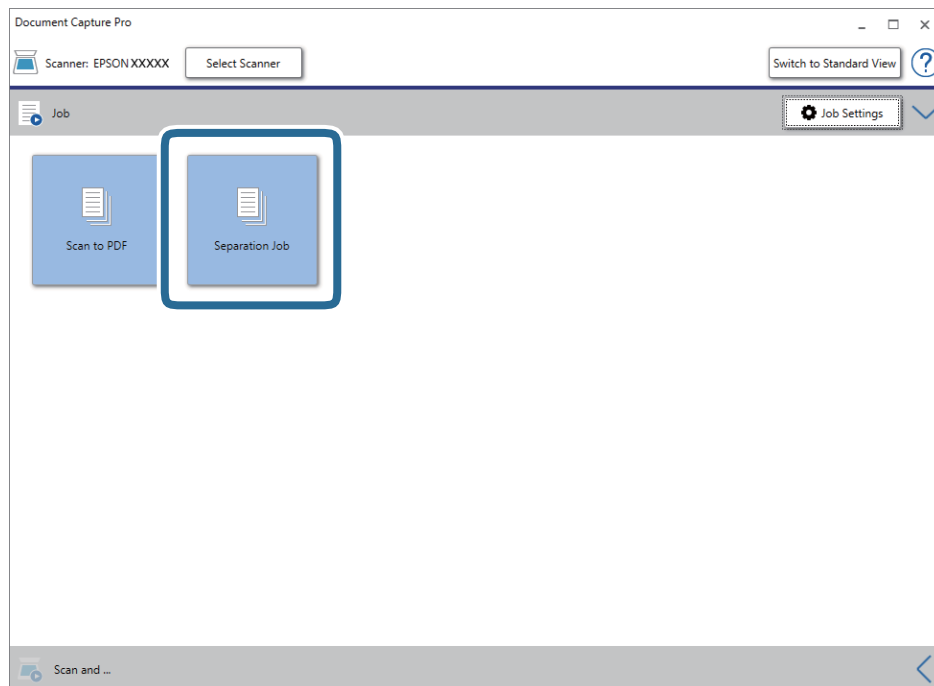 Document Capture Pro
Scanner: EPSON XXXXX
Select Scanner
Switch to Standard View
?
Job
Job Settings
Scan to PDF
Separation Job
Scan and ...